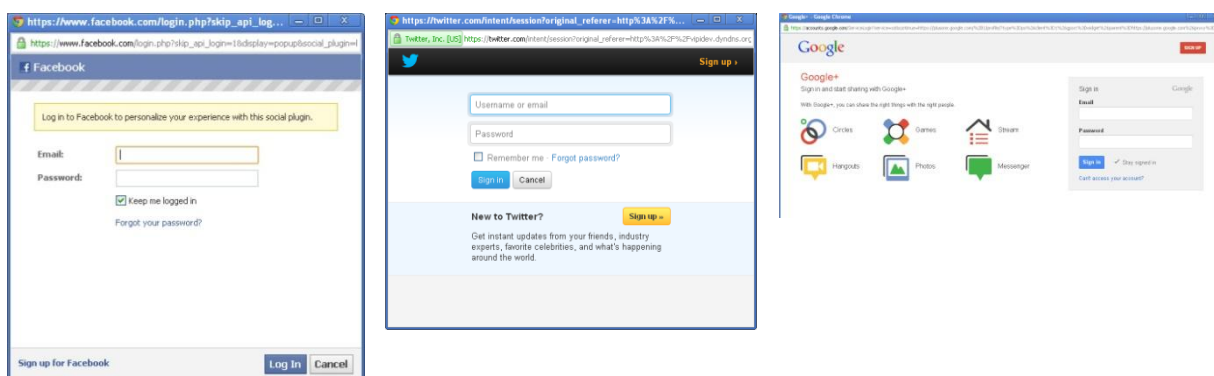 https://www.facebook.com/login.php?skip_api_log...
https://www.facebook.com/login.php?skip_api_login=1&display=popup&social_plugin=l
Facebook
Log in to Facebook to personalize your experience with this social plugin.
Email:
Password:
Keep me logged in
Forgot your password?
Sign up for Facebook
Log In
Cancel
https://twitter.com/intent/session?original_referer=http%3A%2F%...
Twitter, Inc. [US] https://twitter.com/intent/session?original_referer=http%3A%2F%2Fvipidev.dyndns.org
Sign up ›
Username or email
Password
Remember me · Forgot password?
Sign in
Cancel
New to Twitter?
Sign up »
Get instant updates from your friends, industry
experts, favorite celebrities, and what's happening
around the world.
Google+ - Google Chrome
Google
SIGN UP
Google+
Sign in and start sharing with Google+
With Google+, you can share the right things with the right people.
Circles
Games
Stream
Hangouts
Photos
Messenger
Sign in
Google
Email
Password
Sign in
Stay signed in
Can't access your account?